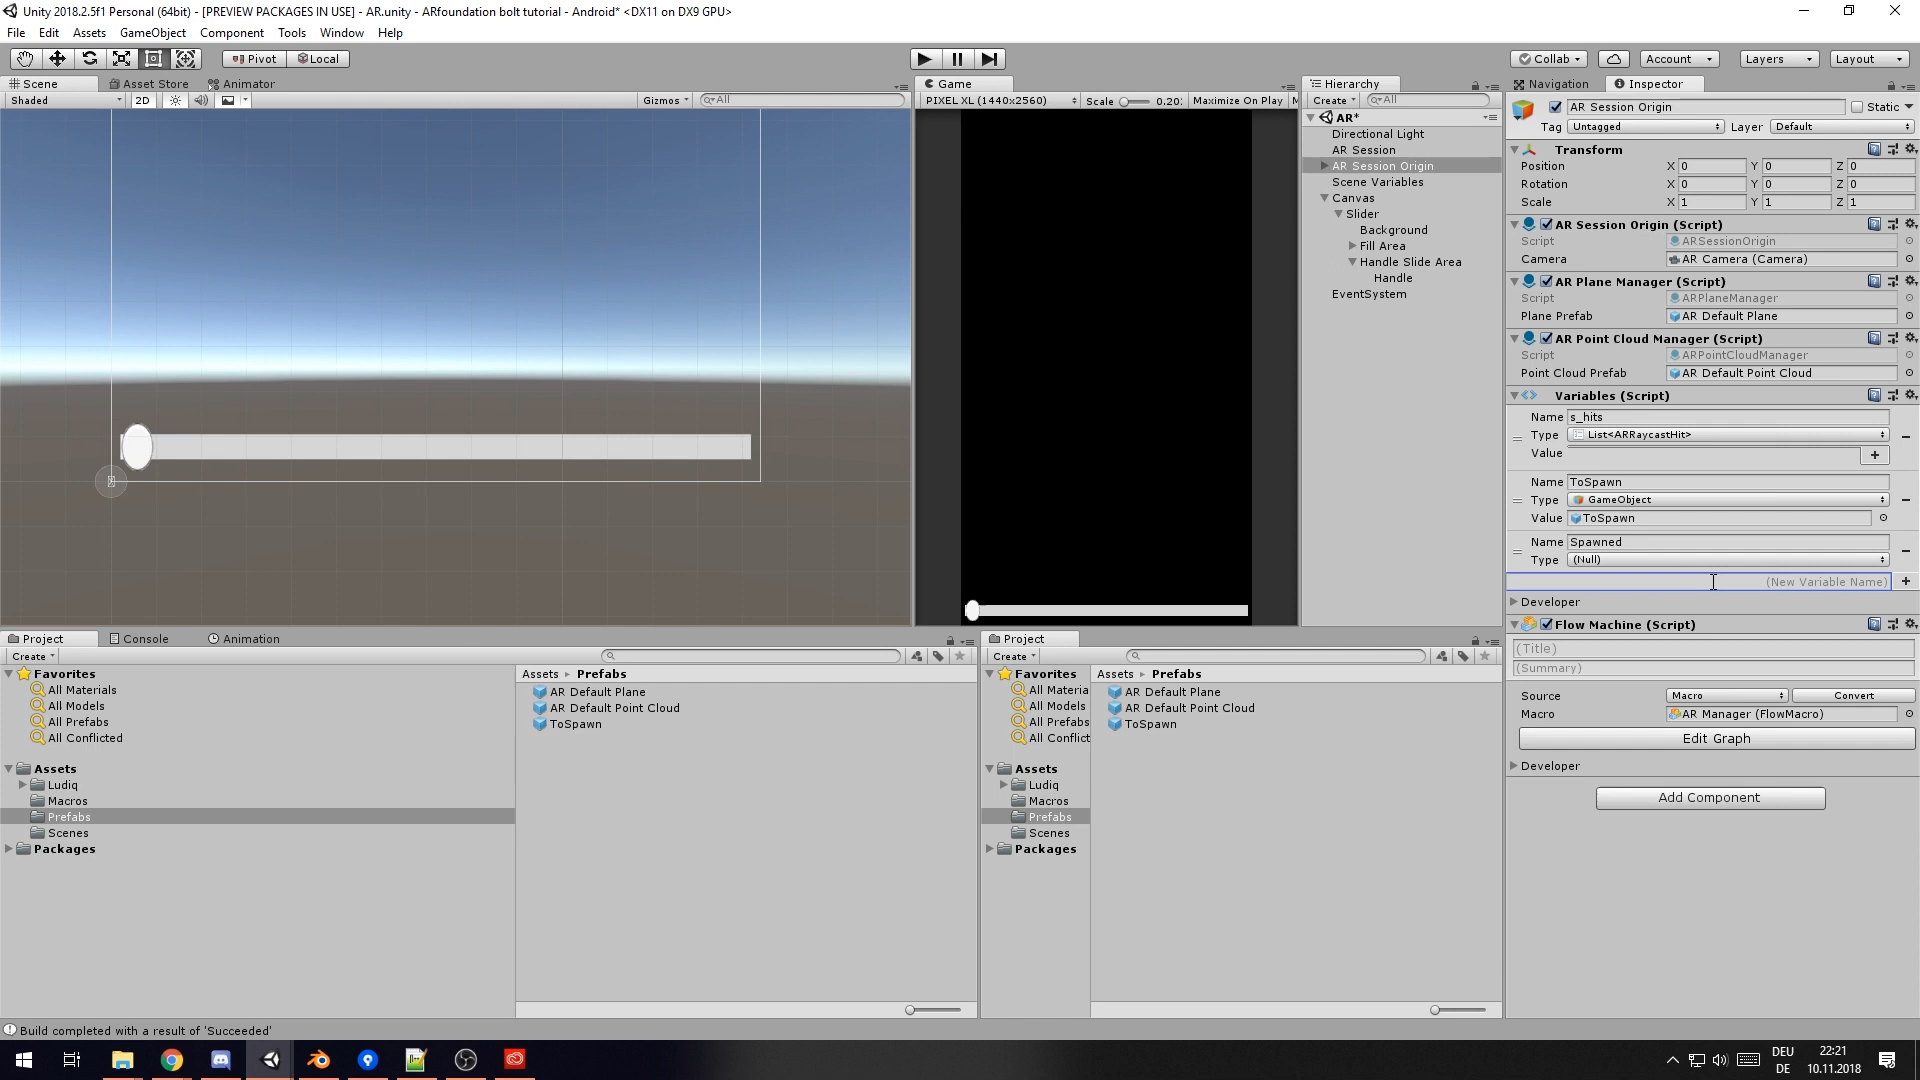 Unity 2018.2.5f1 Personal (64bit) - [PREVIEW PACKAGES IN USE] - AR.unity - ARfoundation bolt tutorial - Android* <DX11 on DX9 GPU>
File Edit Assets GameObject Component Tools Window Help
Pivot Local Collab Account Layers Layout
Scene Asset Store Animator
Shaded 2D Gizmos All
Game
PIXEL XL (1440x2560) Scale 0.20: Maximize On Play M
Hierarchy
Create All
AR*
Directional Light
AR Session
AR Session Origin
Scene Variables
Canvas
Slider
Background
Fill Area
Handle Slide Area
Handle
EventSystem
Navigation Inspector
AR Session Origin Static
Tag Untagged Layer Default
Transform
Position X 0 Y 0 Z 0
Rotation X 0 Y 0 Z 0
Scale X 1 Y 1 Z 1
AR Session Origin (Script)
Script ARSessionOrigin
Camera AR Camera (Camera)
AR Plane Manager (Script)
Script ARPlaneManager
Plane Prefab AR Default Plane
AR Point Cloud Manager (Script)
Script ARPointCloudManager
Point Cloud Prefab AR Default Point Cloud
Variables (Script)
Name s_hits
Type List<ARRaycastHit>
Value +
Name ToSpawn
Type GameObject
Value ToSpawn
Name Spawned
Type (Null)
(New Variable Name) +
Developer
Flow Machine (Script)
(Title)
(Summary)
Source Macro Convert
Macro AR Manager (FlowMacro)
Edit Graph
Developer
Add Component
Project Console Animation
Create
Favorites
All Materials
All Models
All Prefabs
All Conflicted
Assets
Ludiq
Macros
Prefabs
Scenes
Packages
Assets Prefabs
AR Default Plane
AR Default Point Cloud
ToSpawn
Project
Create
Favorites
All Materia
All Models
All Prefabs
All Conflict
Assets
Ludiq
Macros
Prefabs
Scenes
Packages
Assets Prefabs
AR Default Plane
AR Default Point Cloud
ToSpawn
Build completed with a result of 'Succeeded'
DEU
DE
22:21
10.11.2018